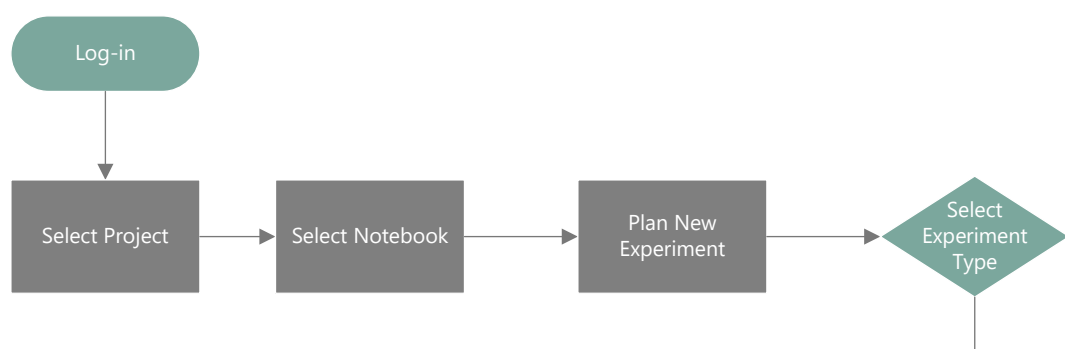 Log-in
Select Project
Select Notebook
Plan New
Experiment
Select
Experiment
Type